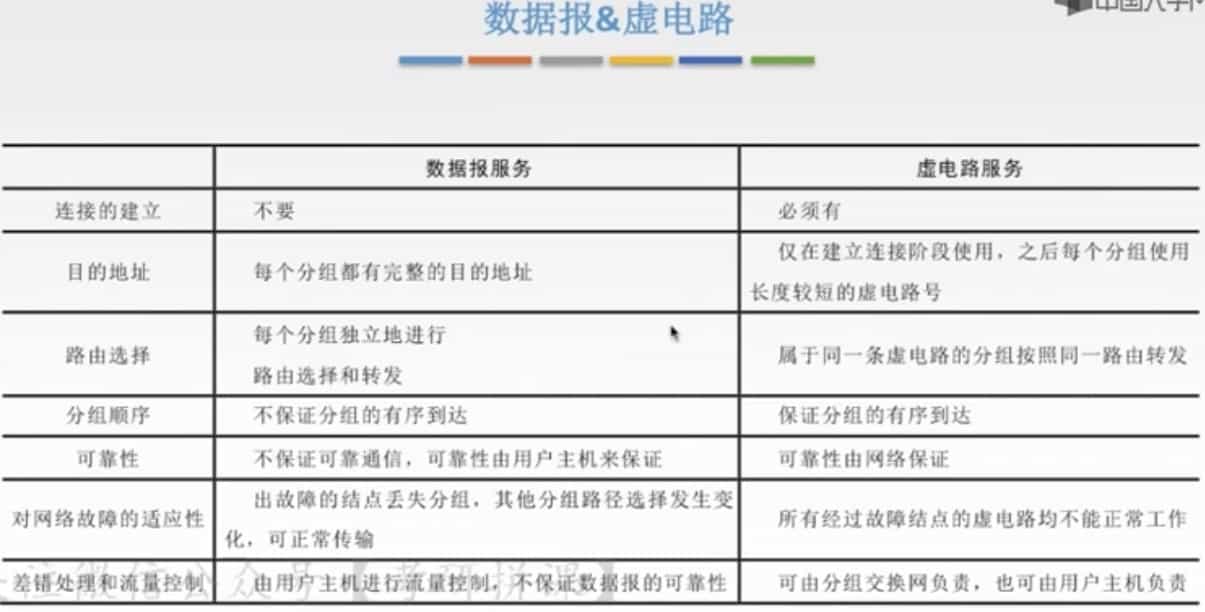 数据报&虚电路
数据报服务 虚电路服务
连接的建立 不要 必须有
目的地址 每个分组都有完整的目的地址 仅在建立连接阶段使用，之后每个分组使用
长度较短的虚电路号
路由选择 每个分组独立地进行
路由选择和转发 属于同一条虚电路的分组按照同一路由转发
分组顺序 不保证分组的有序到达 保证分组的有序到达
可靠性 不保证可靠通信，可靠性由用户主机来保证 可靠性由网络保证
对网络故障的适应性 出故障的结点丢失分组，其他分组路径选择发生变
化，可正常传输 所有经过故障结点的虚电路均不能正常工作
差错处理和流量控制 由用户主机进行流量控制，不保证数据报的可靠性 可由分组交换网负责，也可由用户主机负责